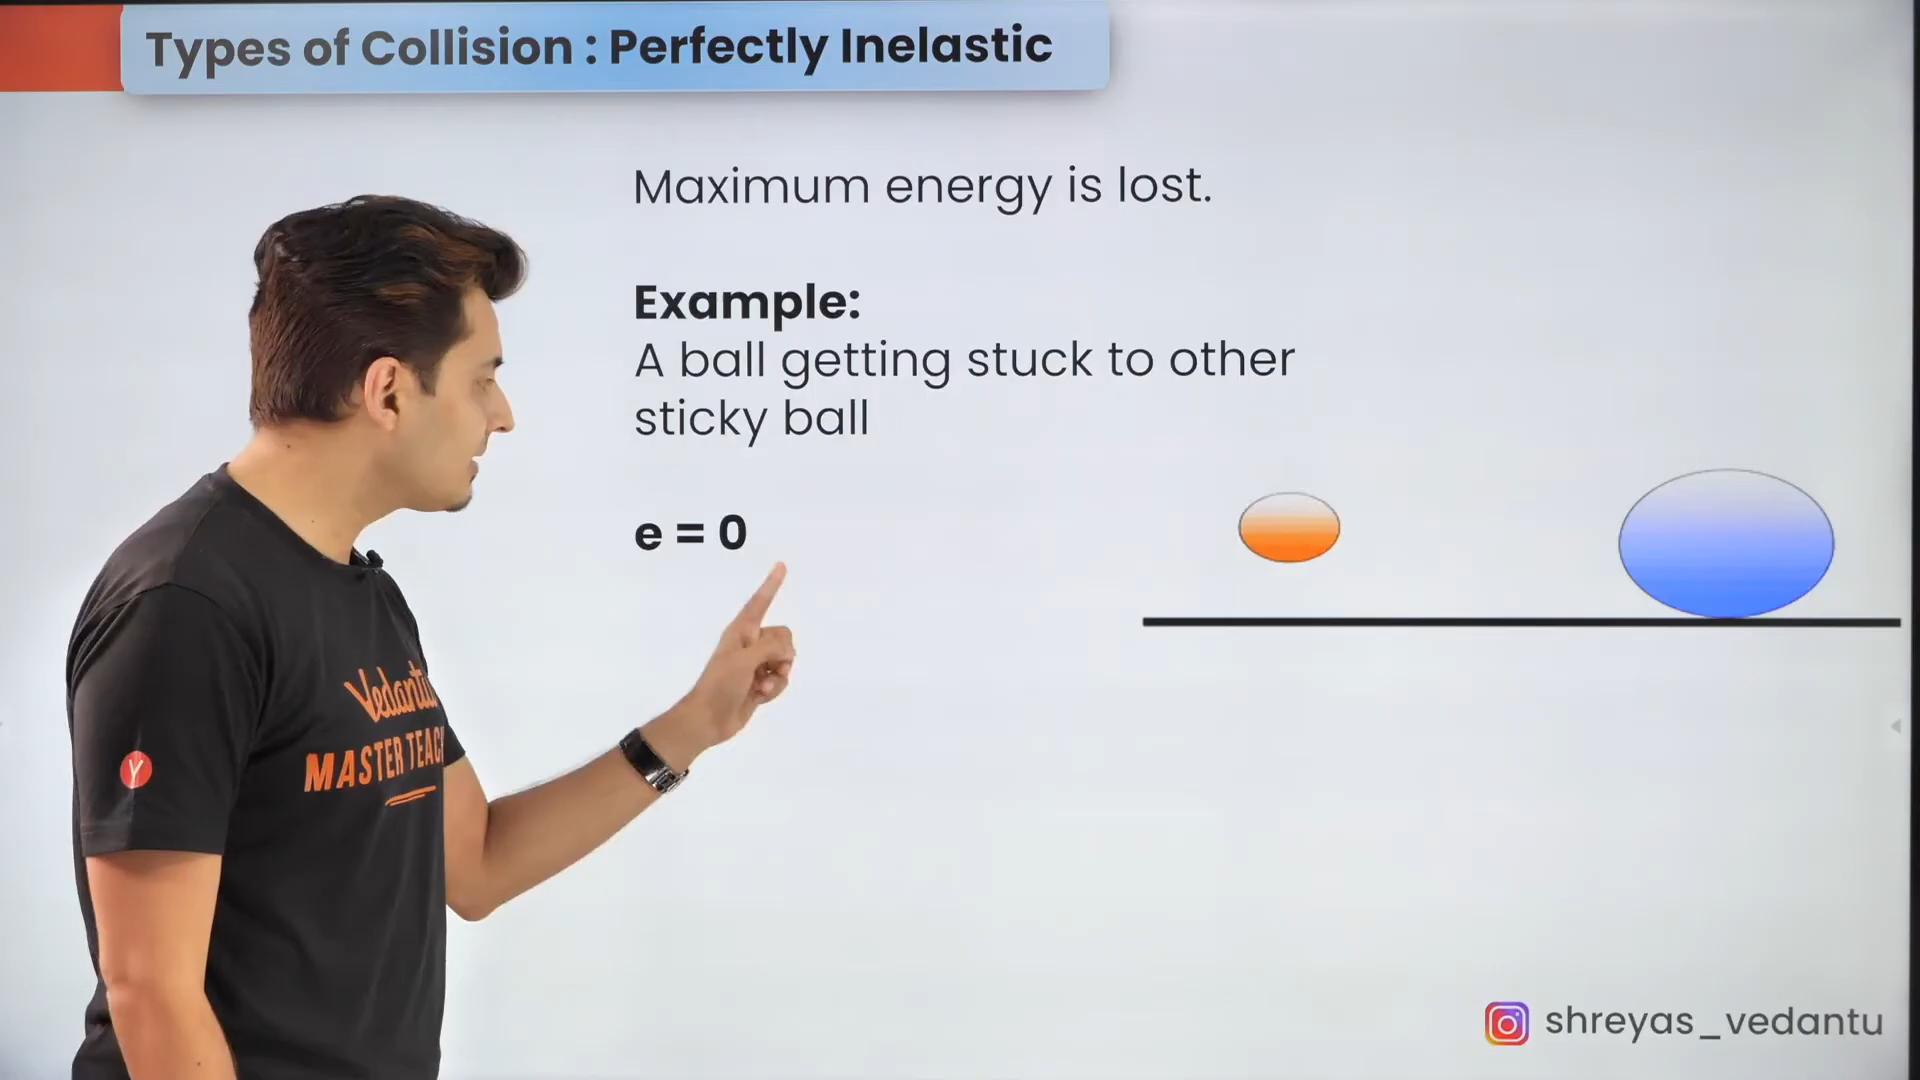 Types of Collision : Perfectly Inelastic
Maximum energy is lost.
Example:
A ball getting stuck to other
sticky ball
e = 0
Vedantu
MASTER TEAC
shreyas_vedantu